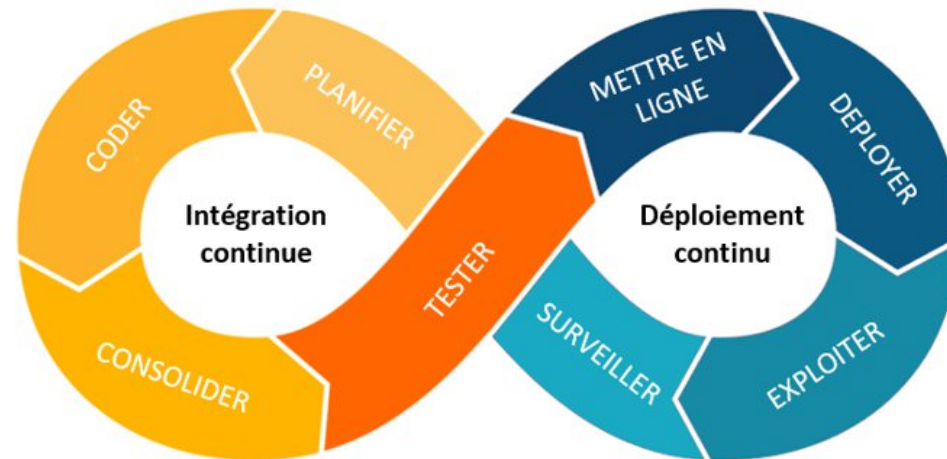 PLANIFIER
CODER
CONSOLIDER
TESTER
METTRE EN
LIGNE
DEPLOYER
EXPLOITER
SURVEILLER
Intégration
continue
Déploiement
continu